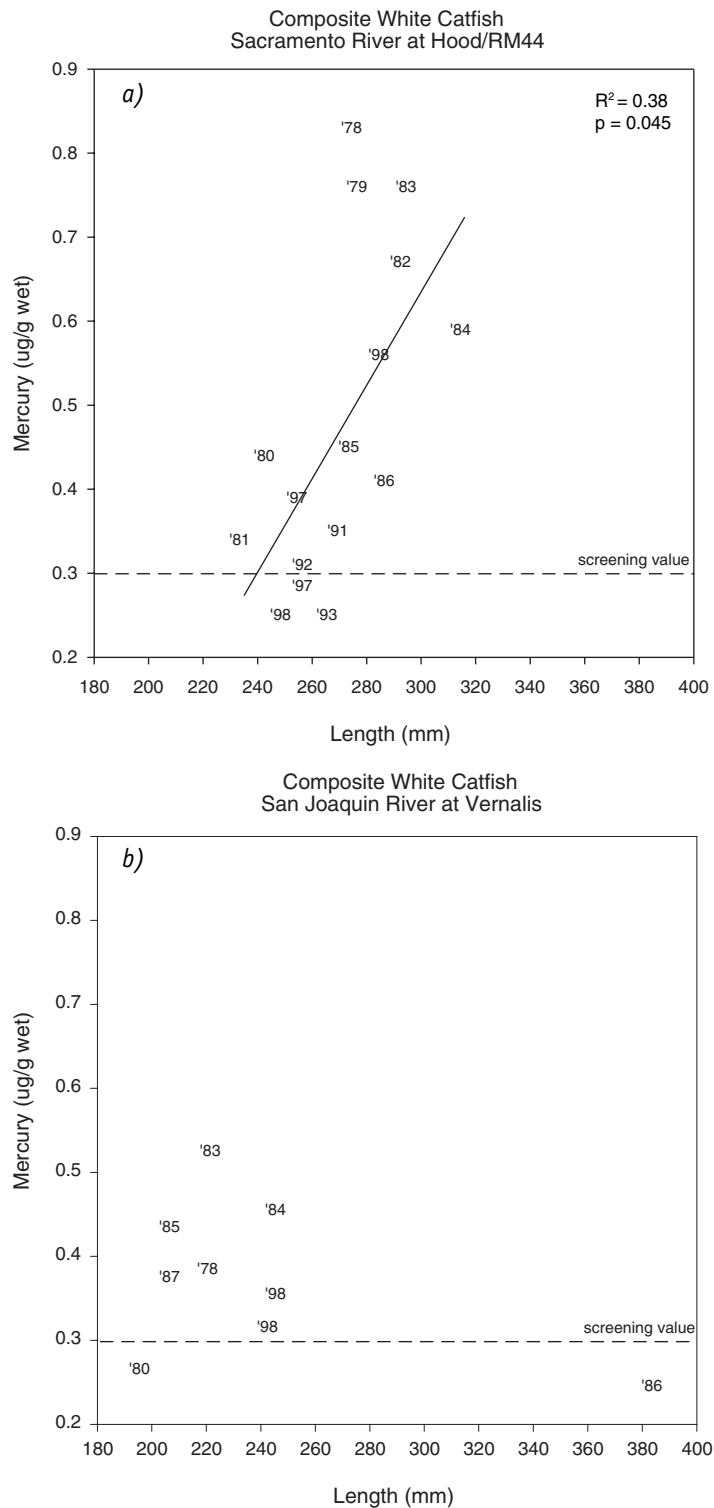 Composite White Catfish
Sacramento River at Hood/RM44
0.9
a)
R² = 0.38
p = 0.045
'78
0.8
'79
'83
0.7
'82
Mercury (ug/g wet)
0.6
'84
'98
0.5
'80
'85
'86
0.4
'97
'91
'81
'92
screening value
0.3
'97
'98
'93
0.2
180 200 220 240 260 280 300 320 340 360 380 400
Length (mm)
Composite White Catfish
San Joaquin River at Vernalis
0.9
b)
0.8
0.7
0.6
Mercury (ug/g wet)
'83
0.5
'84
'85
0.4
'78
'87
'98
'98
screening value
0.3
'80
'86
0.2
180 200 220 240 260 280 300 320 340 360 380 400
Length (mm)